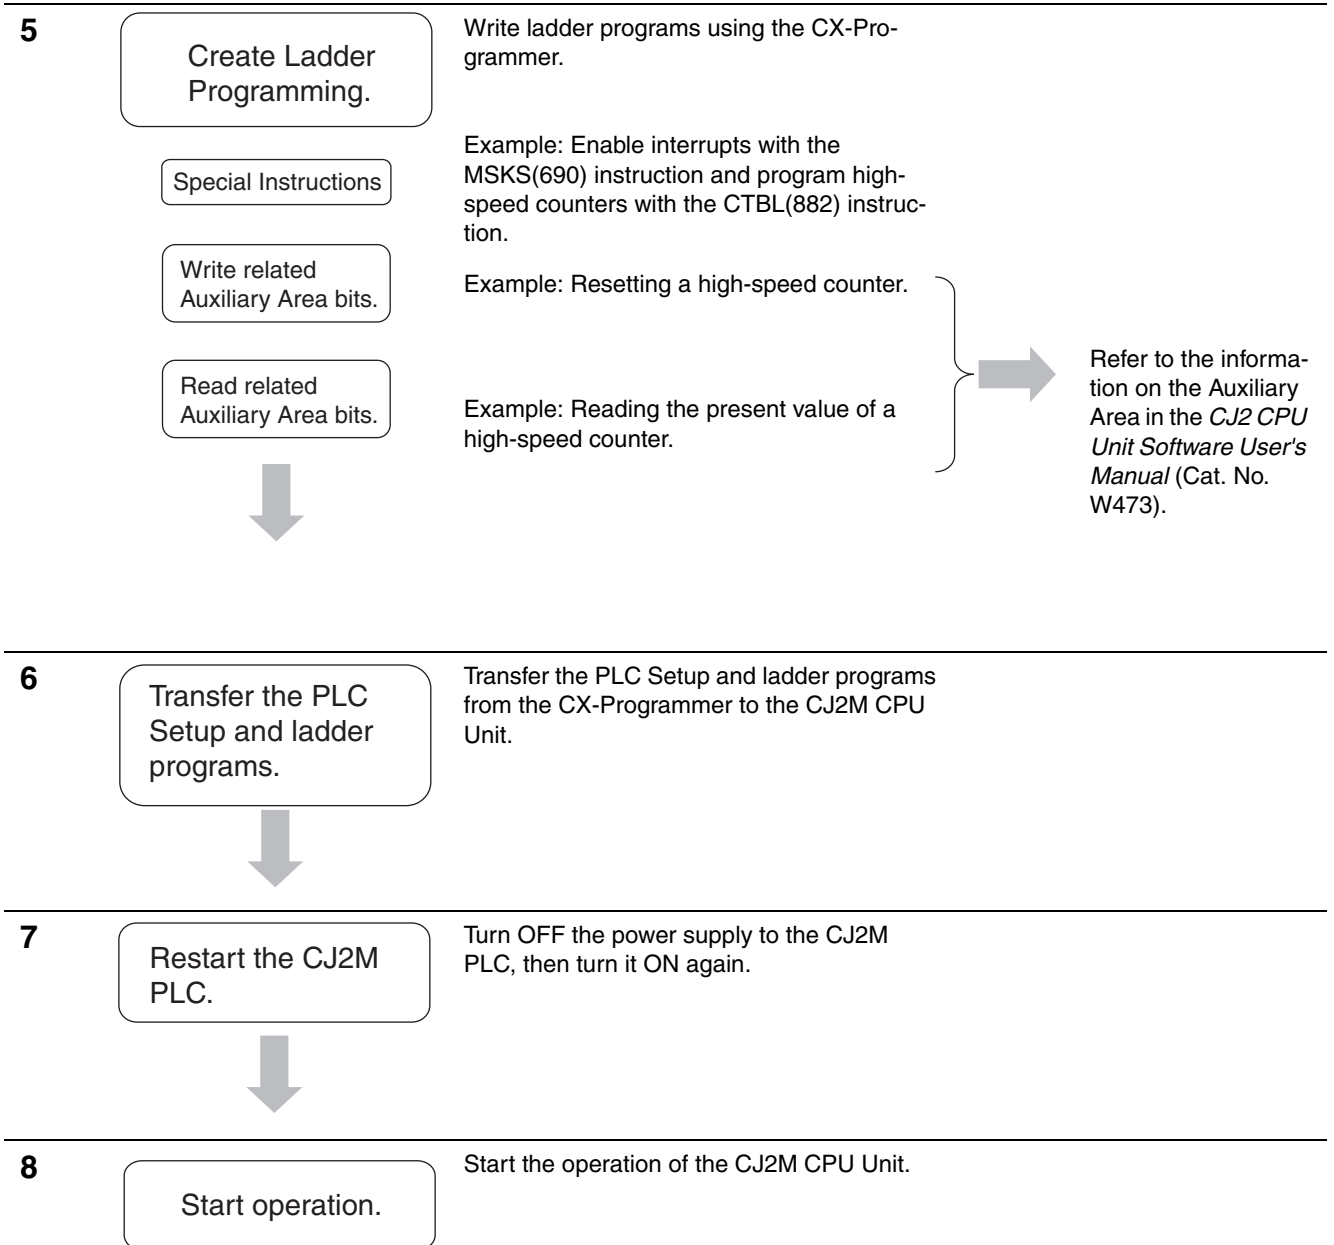 5
Create Ladder
Programming.
Write ladder programs using the CX-Pro-
grammer.
Special Instructions
Example: Enable interrupts with the
MSKS(690) instruction and program high-
speed counters with the CTBL(882) instruc-
tion.
Write related
Auxiliary Area bits.
Example: Resetting a high-speed counter.
Read related
Auxiliary Area bits.
Example: Reading the present value of a
high-speed counter.
Refer to the informa-
tion on the Auxiliary
Area in the CJ2 CPU
Unit Software User's
Manual (Cat. No.
W473).
6
Transfer the PLC
Setup and ladder
programs.
Transfer the PLC Setup and ladder programs
from the CX-Programmer to the CJ2M CPU
Unit.
7
Restart the CJ2M
PLC.
Turn OFF the power supply to the CJ2M
PLC, then turn it ON again.
8
Start operation.
Start the operation of the CJ2M CPU Unit.